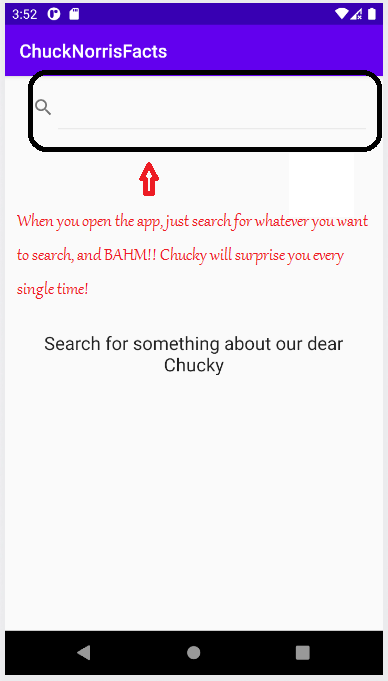 3:52
ChuckNorrisFacts
When you open the app, just search for whatever you want
to search, and BAHM!! Chucky will surprise you every
single time!
Search for something about our dear
Chucky